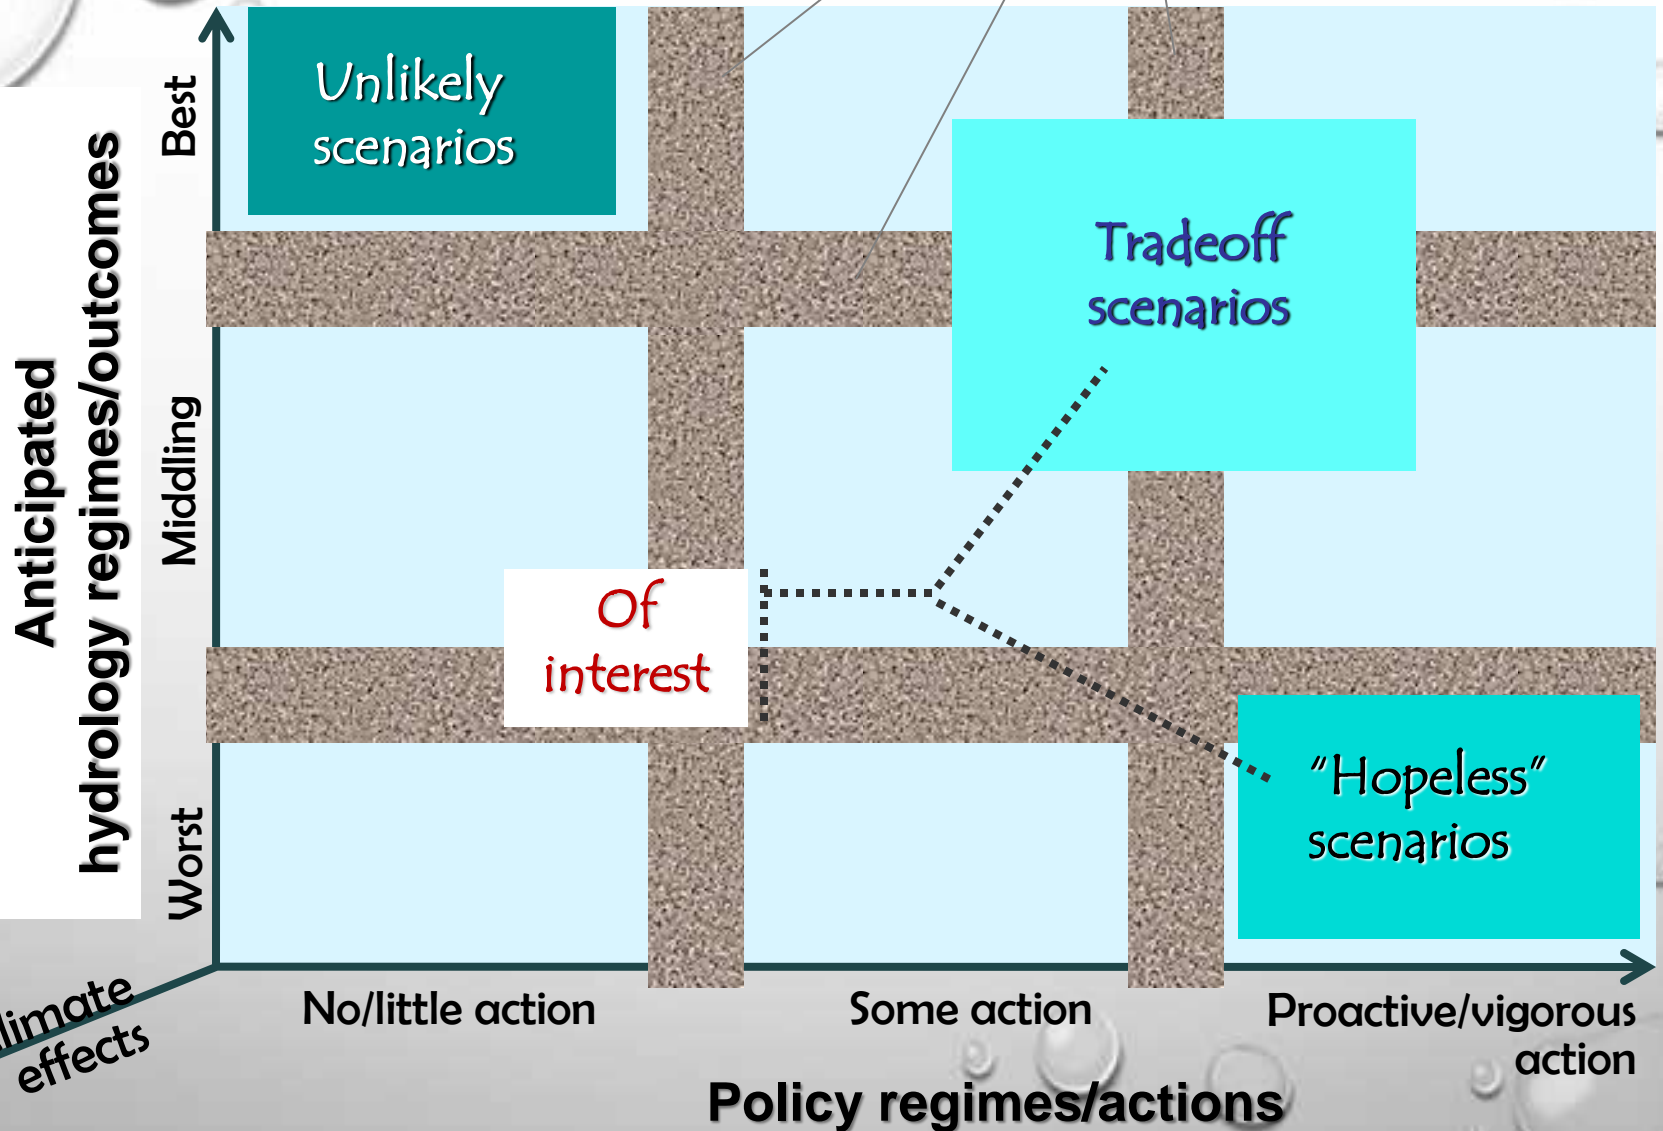 Unlikely
scenarios
Tradeoff
scenarios
Of
interest
“Hopeless”
scenarios
Anticipated
hydrology regimes/outcomes
Best
Middling
Worst
limate
effects
No/little action
Some action
Proactive/vigorous
action
Policy regimes/actions